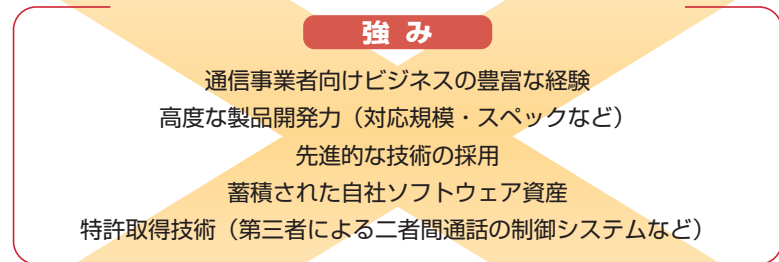 強み
通信事業者向けビジネスの豊富な経験
高度な製品開発力（対応規模・スペックなど）
先進的な技術の採用
蓄積された自社ソフトウェア資産
特許取得技術（第三者による二者間通話の制御システムなど）